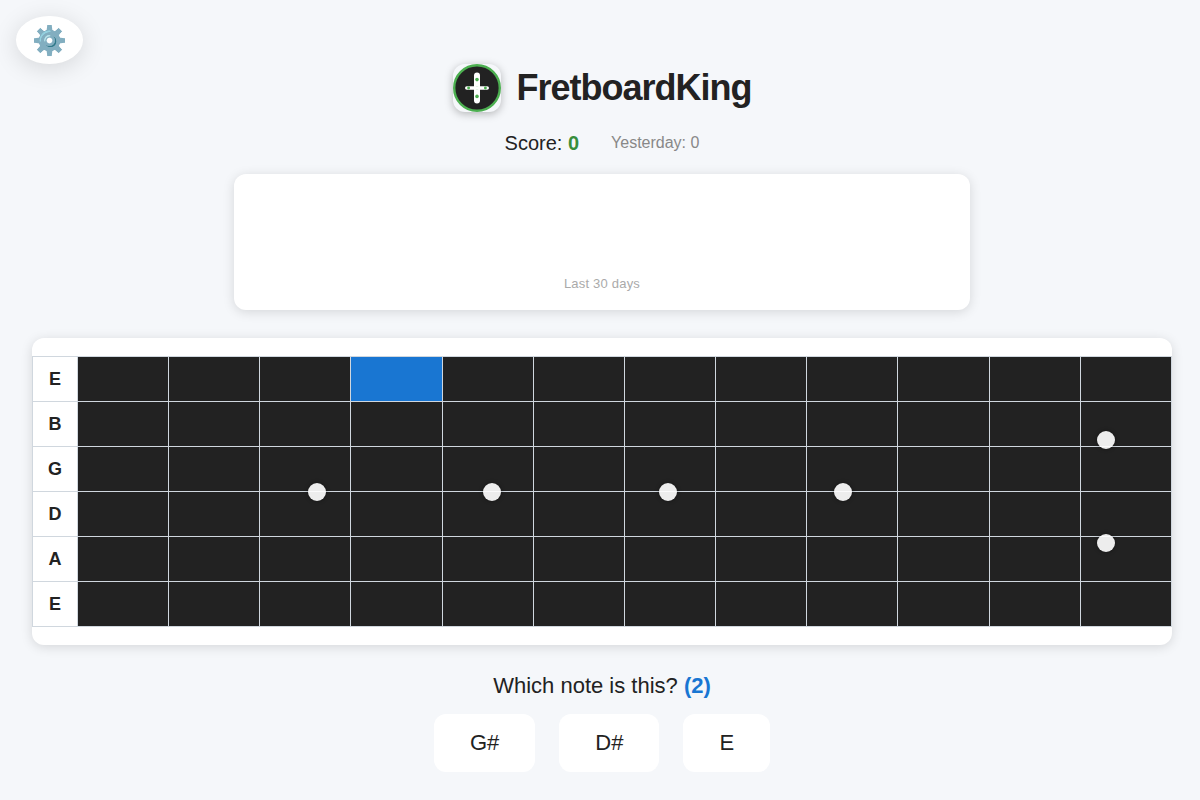 FretboardKing
Score: 0 Yesterday: 0
Last 30 days
E
B
G
D
A
E
Which note is this? (2)
G# D# E